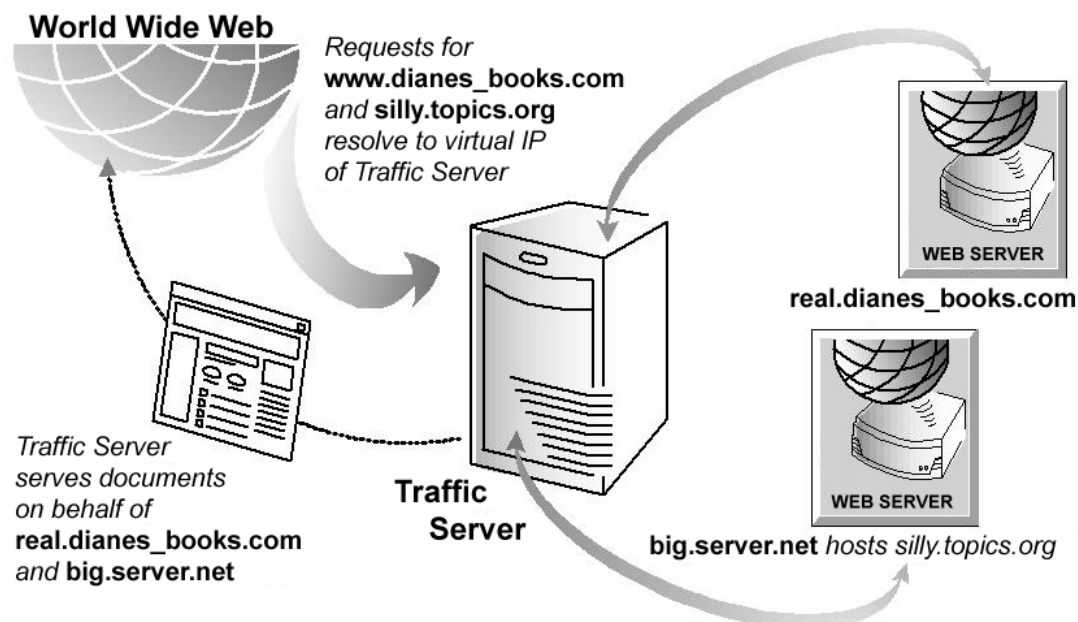 World Wide Web
Requests for
www.dianes_books.com
and silly.topics.org
resolve to virtual IP
of Traffic Server
WEB SERVER
real.dianes_books.com
WEB SERVER
big.server.net hosts silly.topics.org
Traffic
Server
Traffic Server
serves documents
on behalf of
real.dianes_books.com
and big.server.net